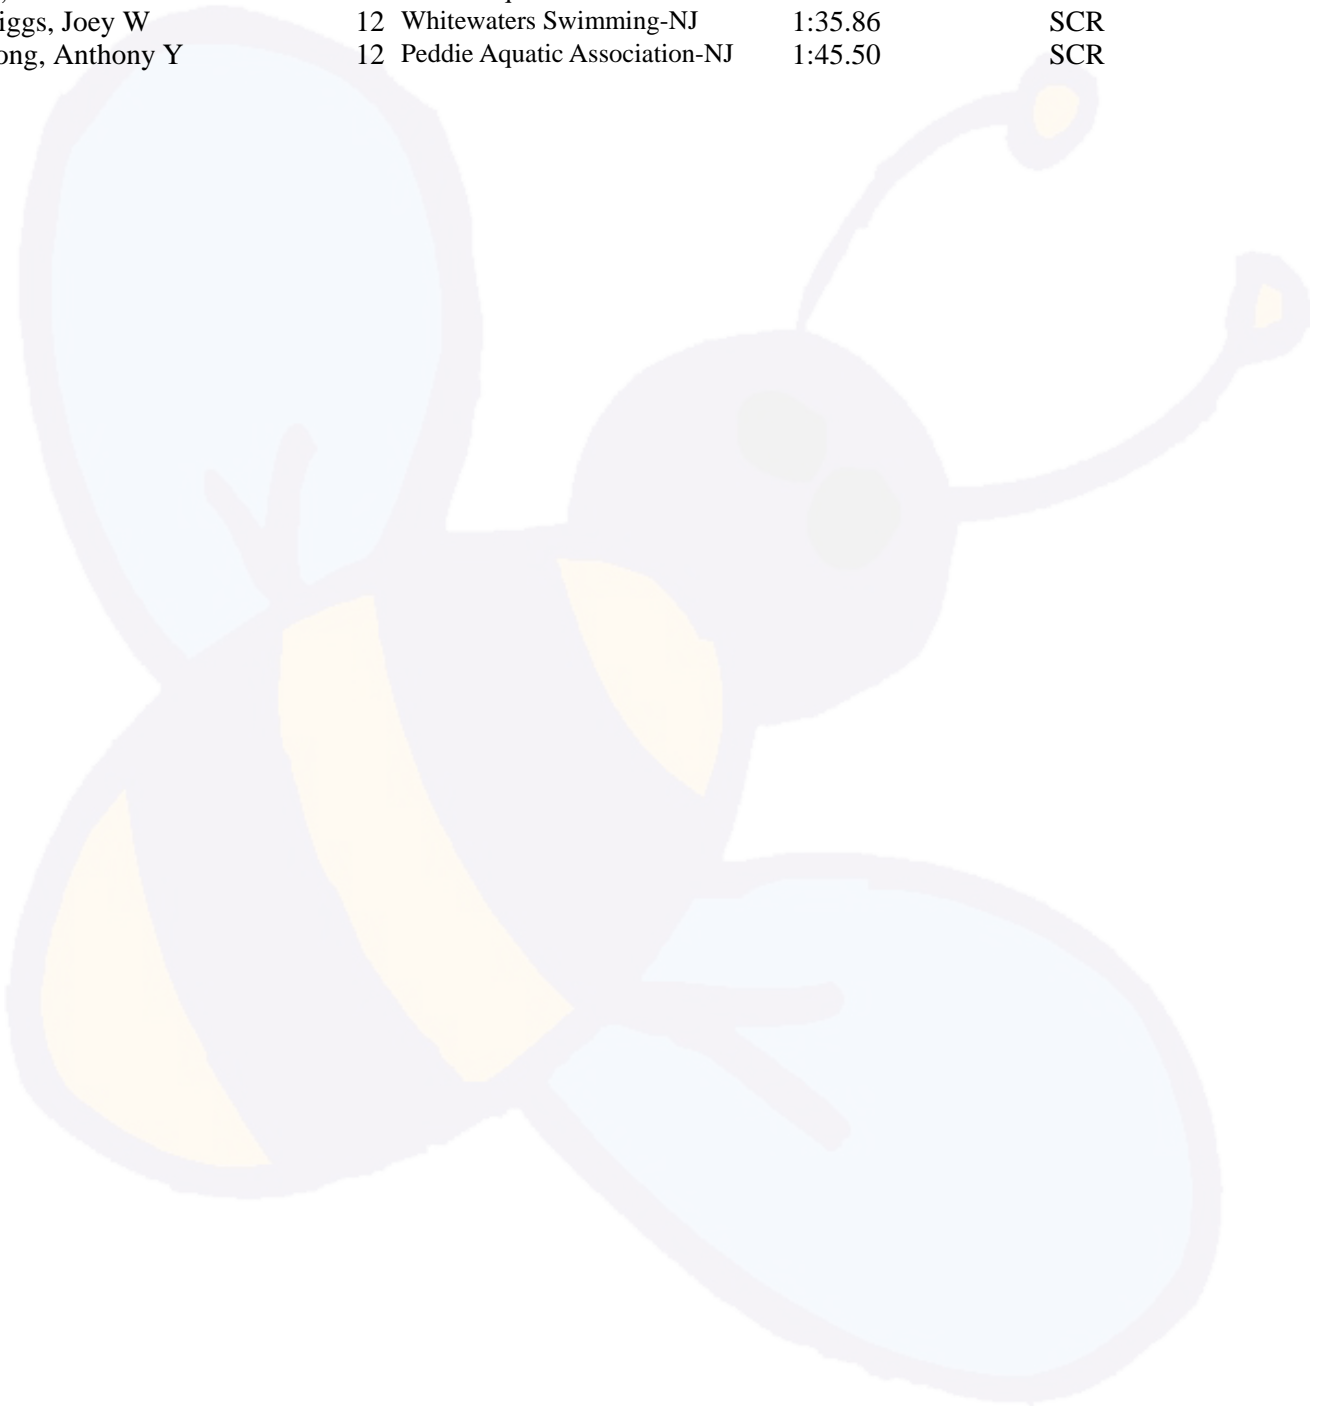 iggs, Joey W 12 Whitewaters Swimming-NJ 1:35.86 SCR
ong, Anthony Y 12 Peddie Aquatic Association-NJ 1:45.50 SCR